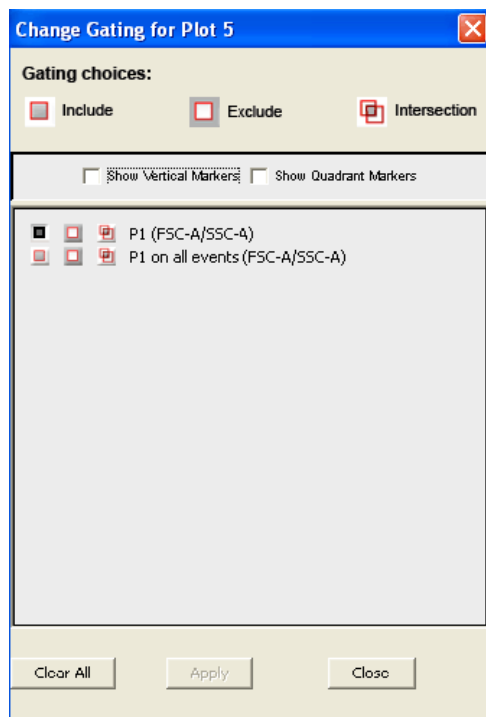 Change Gating for Plot 5
Gating choices:
Include Exclude Intersection
Show Vertical Markers Show Quadrant Markers
P1 (FSC-A/SSC-A)
P1 on all events (FSC-A/SSC-A)
Clear All Apply Close